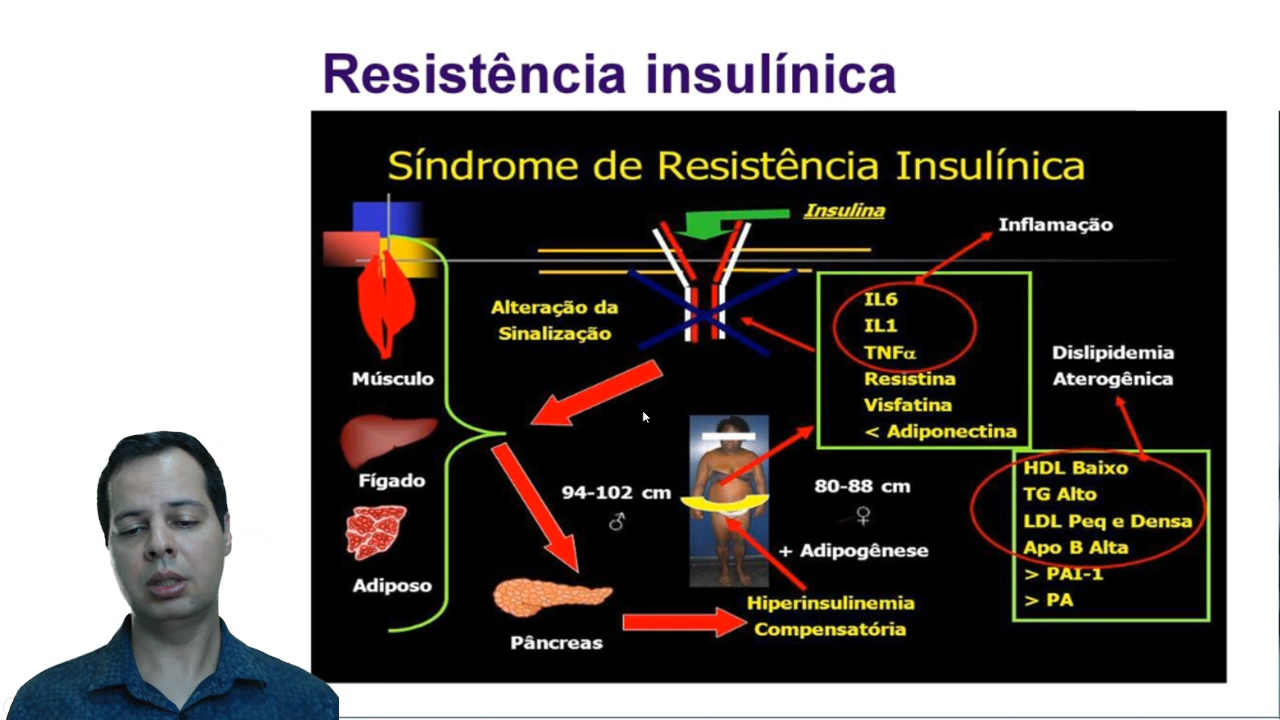 Resistência insulínica
Síndrome de Resistência Insulínica
Insulina
Inflamação
Alteração da
Sinalização
IL6
IL1
TNFα
Resistina
Visfatina
< Adiponectina
Dislipidemia
Aterogênica
Músculo
Fígado
Adiposo
94-102 cm
♂
80-88 cm
♀
+ Adipogênese
HDL Baixo
TG Alto
LDL Peq e Densa
Apo B Alta
> PAI-1
> PA
Hiperinsulinemia
Compensatória
Pâncreas